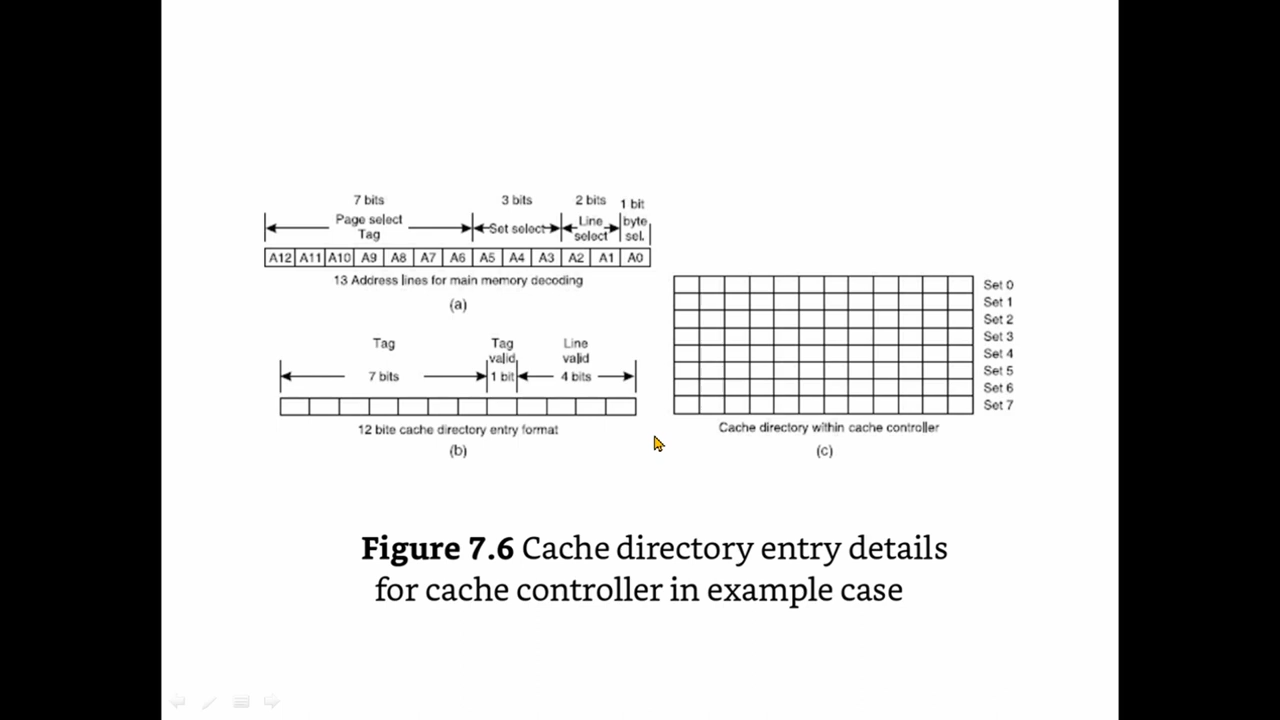 7 bits 3 bits 2 bits 1 bit
Page select Set select Line byte
Tag select sel.
A12 A11 A10 A9 A8 A7 A6 A5 A4 A3 A2 A1 A0
13 Address lines for main memory decoding
(a)
Tag Tag Line
valid valid
7 bits 1 bit 4 bits
12 bite cache directory entry format
(b)
Set 0
Set 1
Set 2
Set 3
Set 4
Set 5
Set 6
Set 7
Cache directory within cache controller
(c)
Figure 7.6 Cache directory entry details
for cache controller in example case